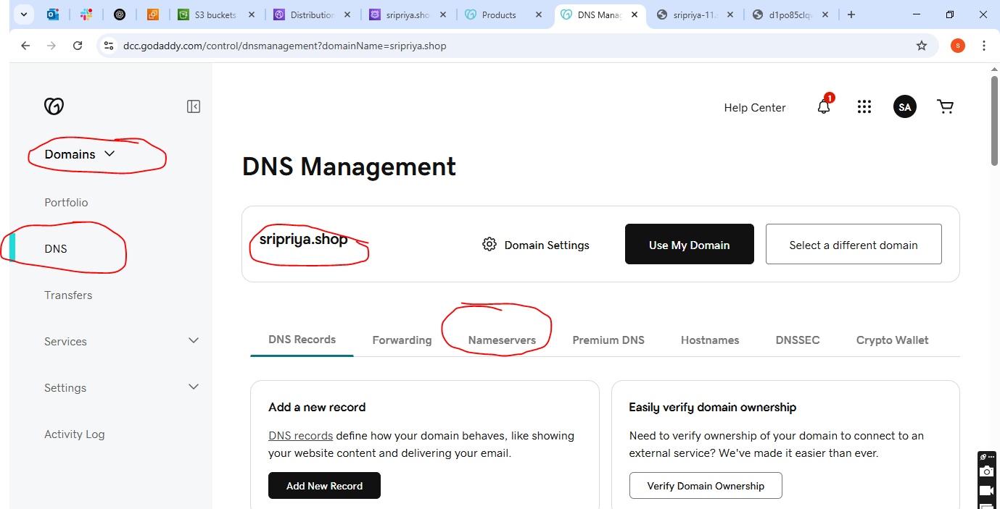 S3 buckets
Distribution
sripriya.sho
Products
DNS Manag
sripriya-11.
d1po85clq
dcc.godaddy.com/control/dnsmanagement?domainName=sripriya.shop
S
Help Center
1
SA
Domains
Portfolio
DNS
Transfers
Services
Settings
Activity Log
DNS Management
sripriya.shop
Domain Settings
Use My Domain
Select a different domain
DNS Records Forwarding Nameservers Premium DNS Hostnames DNSSEC Crypto Wallet
Add a new record
DNS records define how your domain behaves, like showing
your website content and delivering your email.
Add New Record
Easily verify domain ownership
Need to verify ownership of your domain to connect to an
external service? We've made it easier than ever.
Verify Domain Ownership